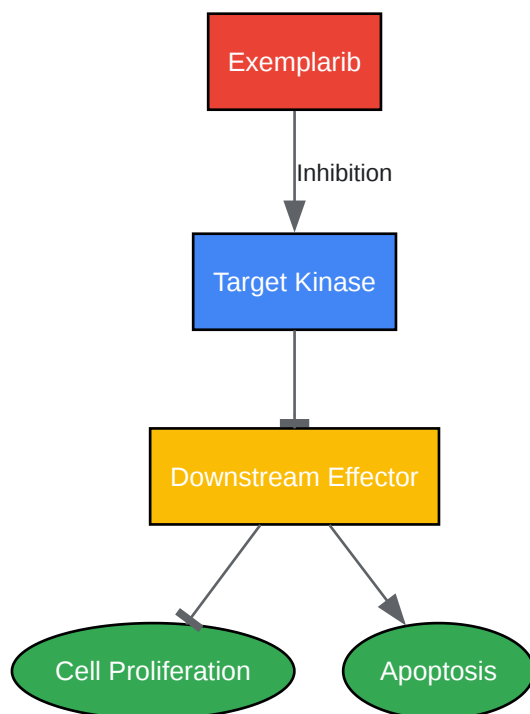 Exemplarib
Inhibition
Target Kinase
Downstream Effector
Cell Proliferation
Apoptosis